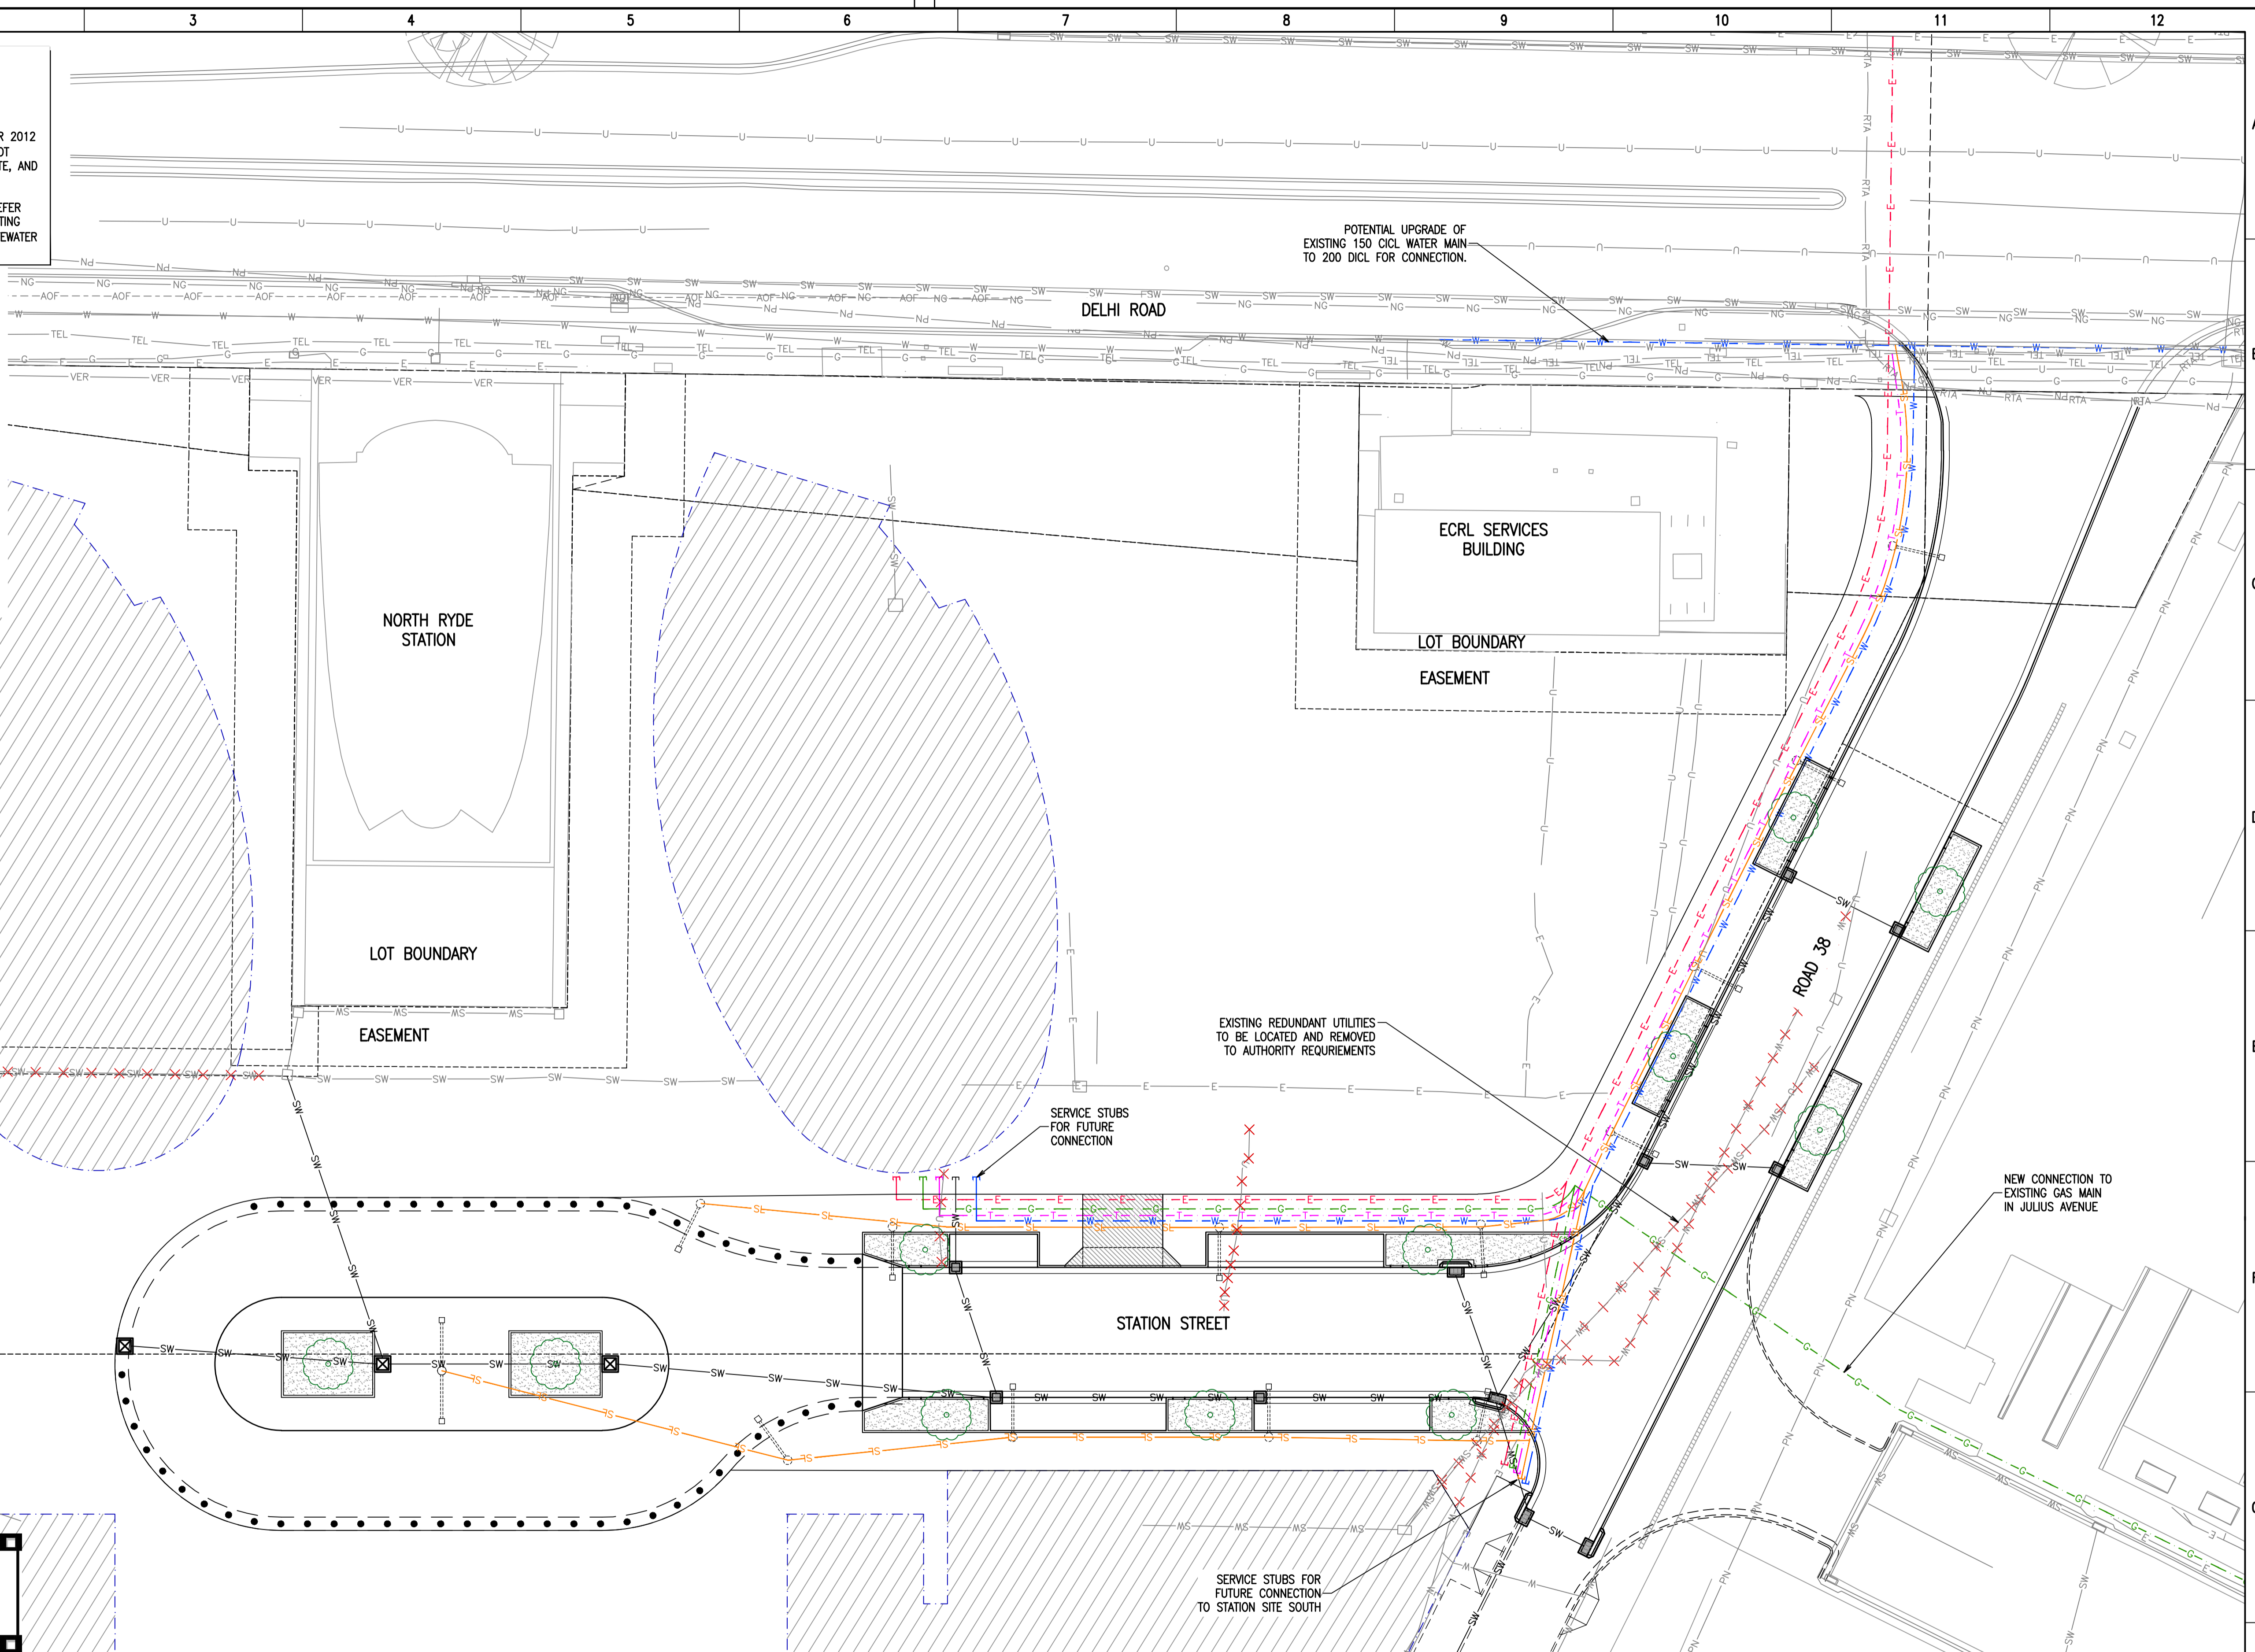 3 4 5 6 7 8 9 10 11 12
R 2012
OT
TE, AND
EFER
TING
EWATER
A
B
C
D
E
F
G
POTENTIAL UPGRADE OF
EXISTING 150 CICL WATER MAIN
TO 200 DICL FOR CONNECTION.
DELHI ROAD
NORTH RYDE
STATION
ECRL SERVICES
BUILDING
LOT BOUNDARY
EASEMENT
LOT BOUNDARY
EASEMENT
ROAD 38
EXISTING REDUNDANT UTILITIES
TO BE LOCATED AND REMOVED
TO AUTHORITY REQURIEMENTS
SERVICE STUBS
FOR FUTURE
CONNECTION
NEW CONNECTION TO
EXISTING GAS MAIN
IN JULIUS AVENUE
STATION STREET
SERVICE STUBS FOR
FUTURE CONNECTION
TO STATION SITE SOUTH